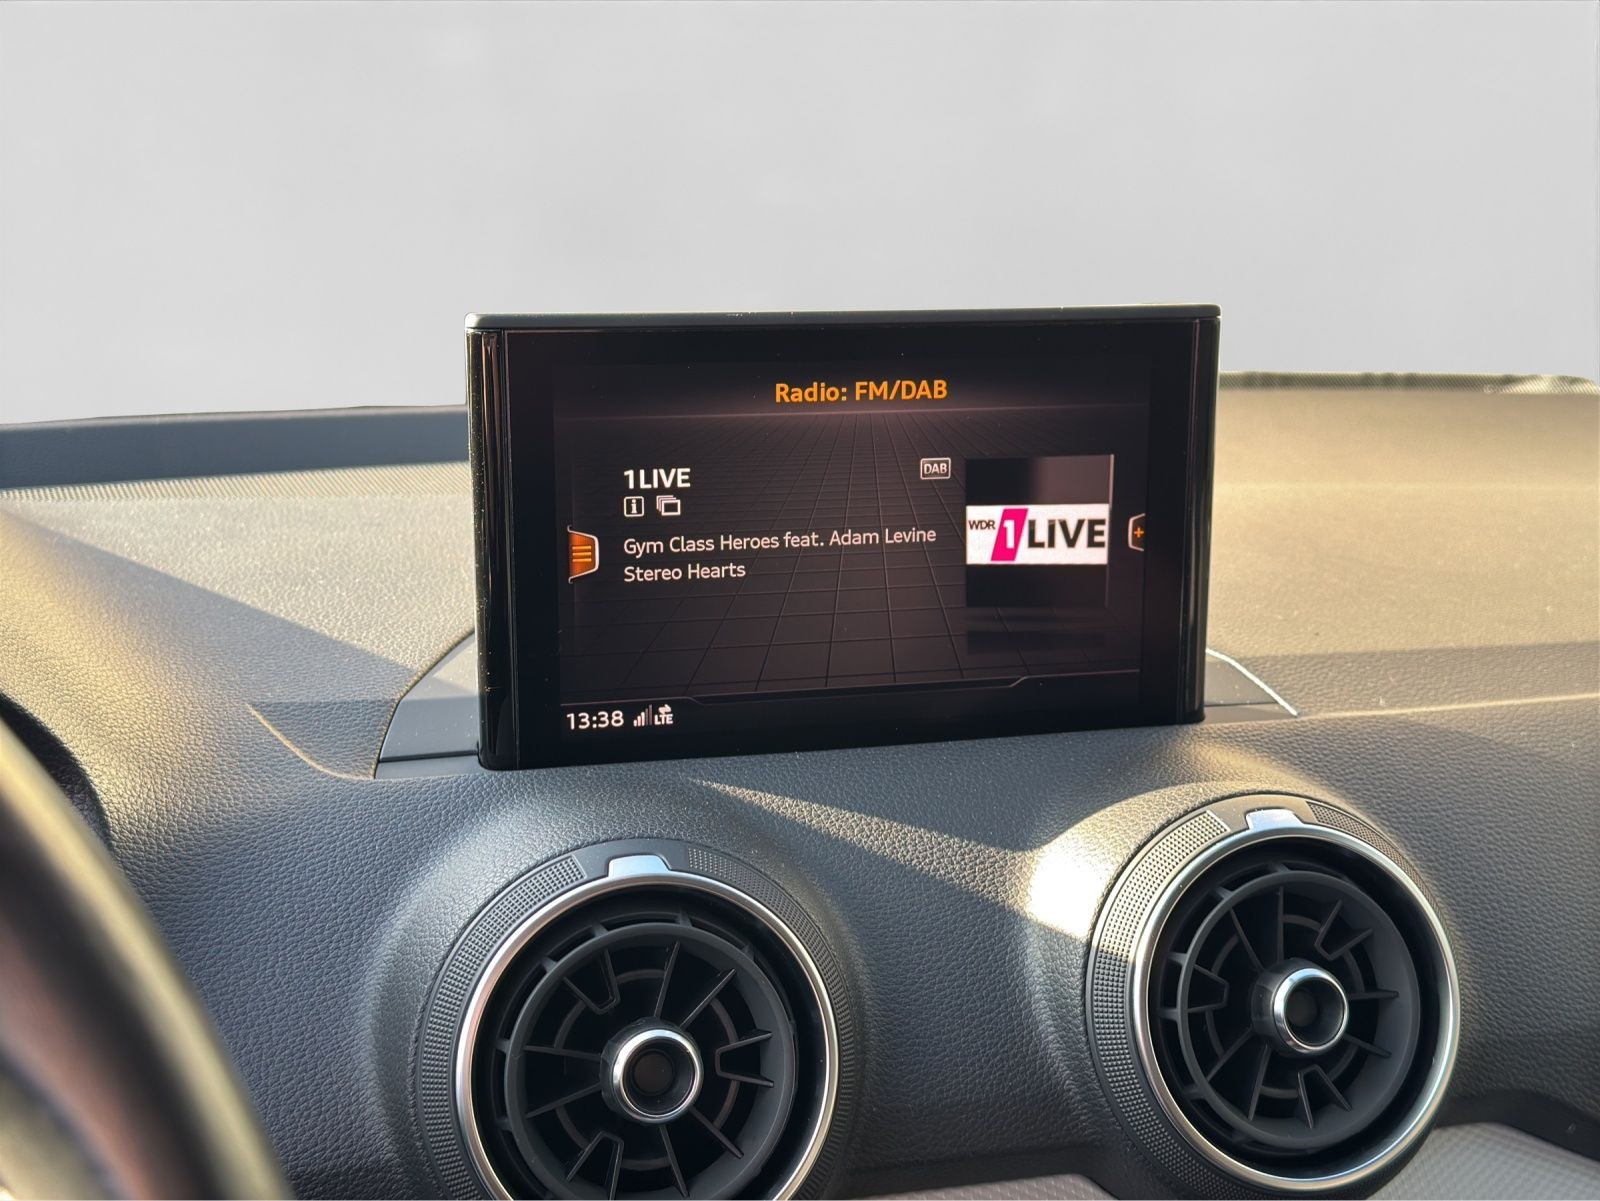 Radio: FM/DAB
1LIVE
DAB
Gym Class Heroes feat. Adam Levine
Stereo Hearts
WDR 1LIVE
13:38 LTE